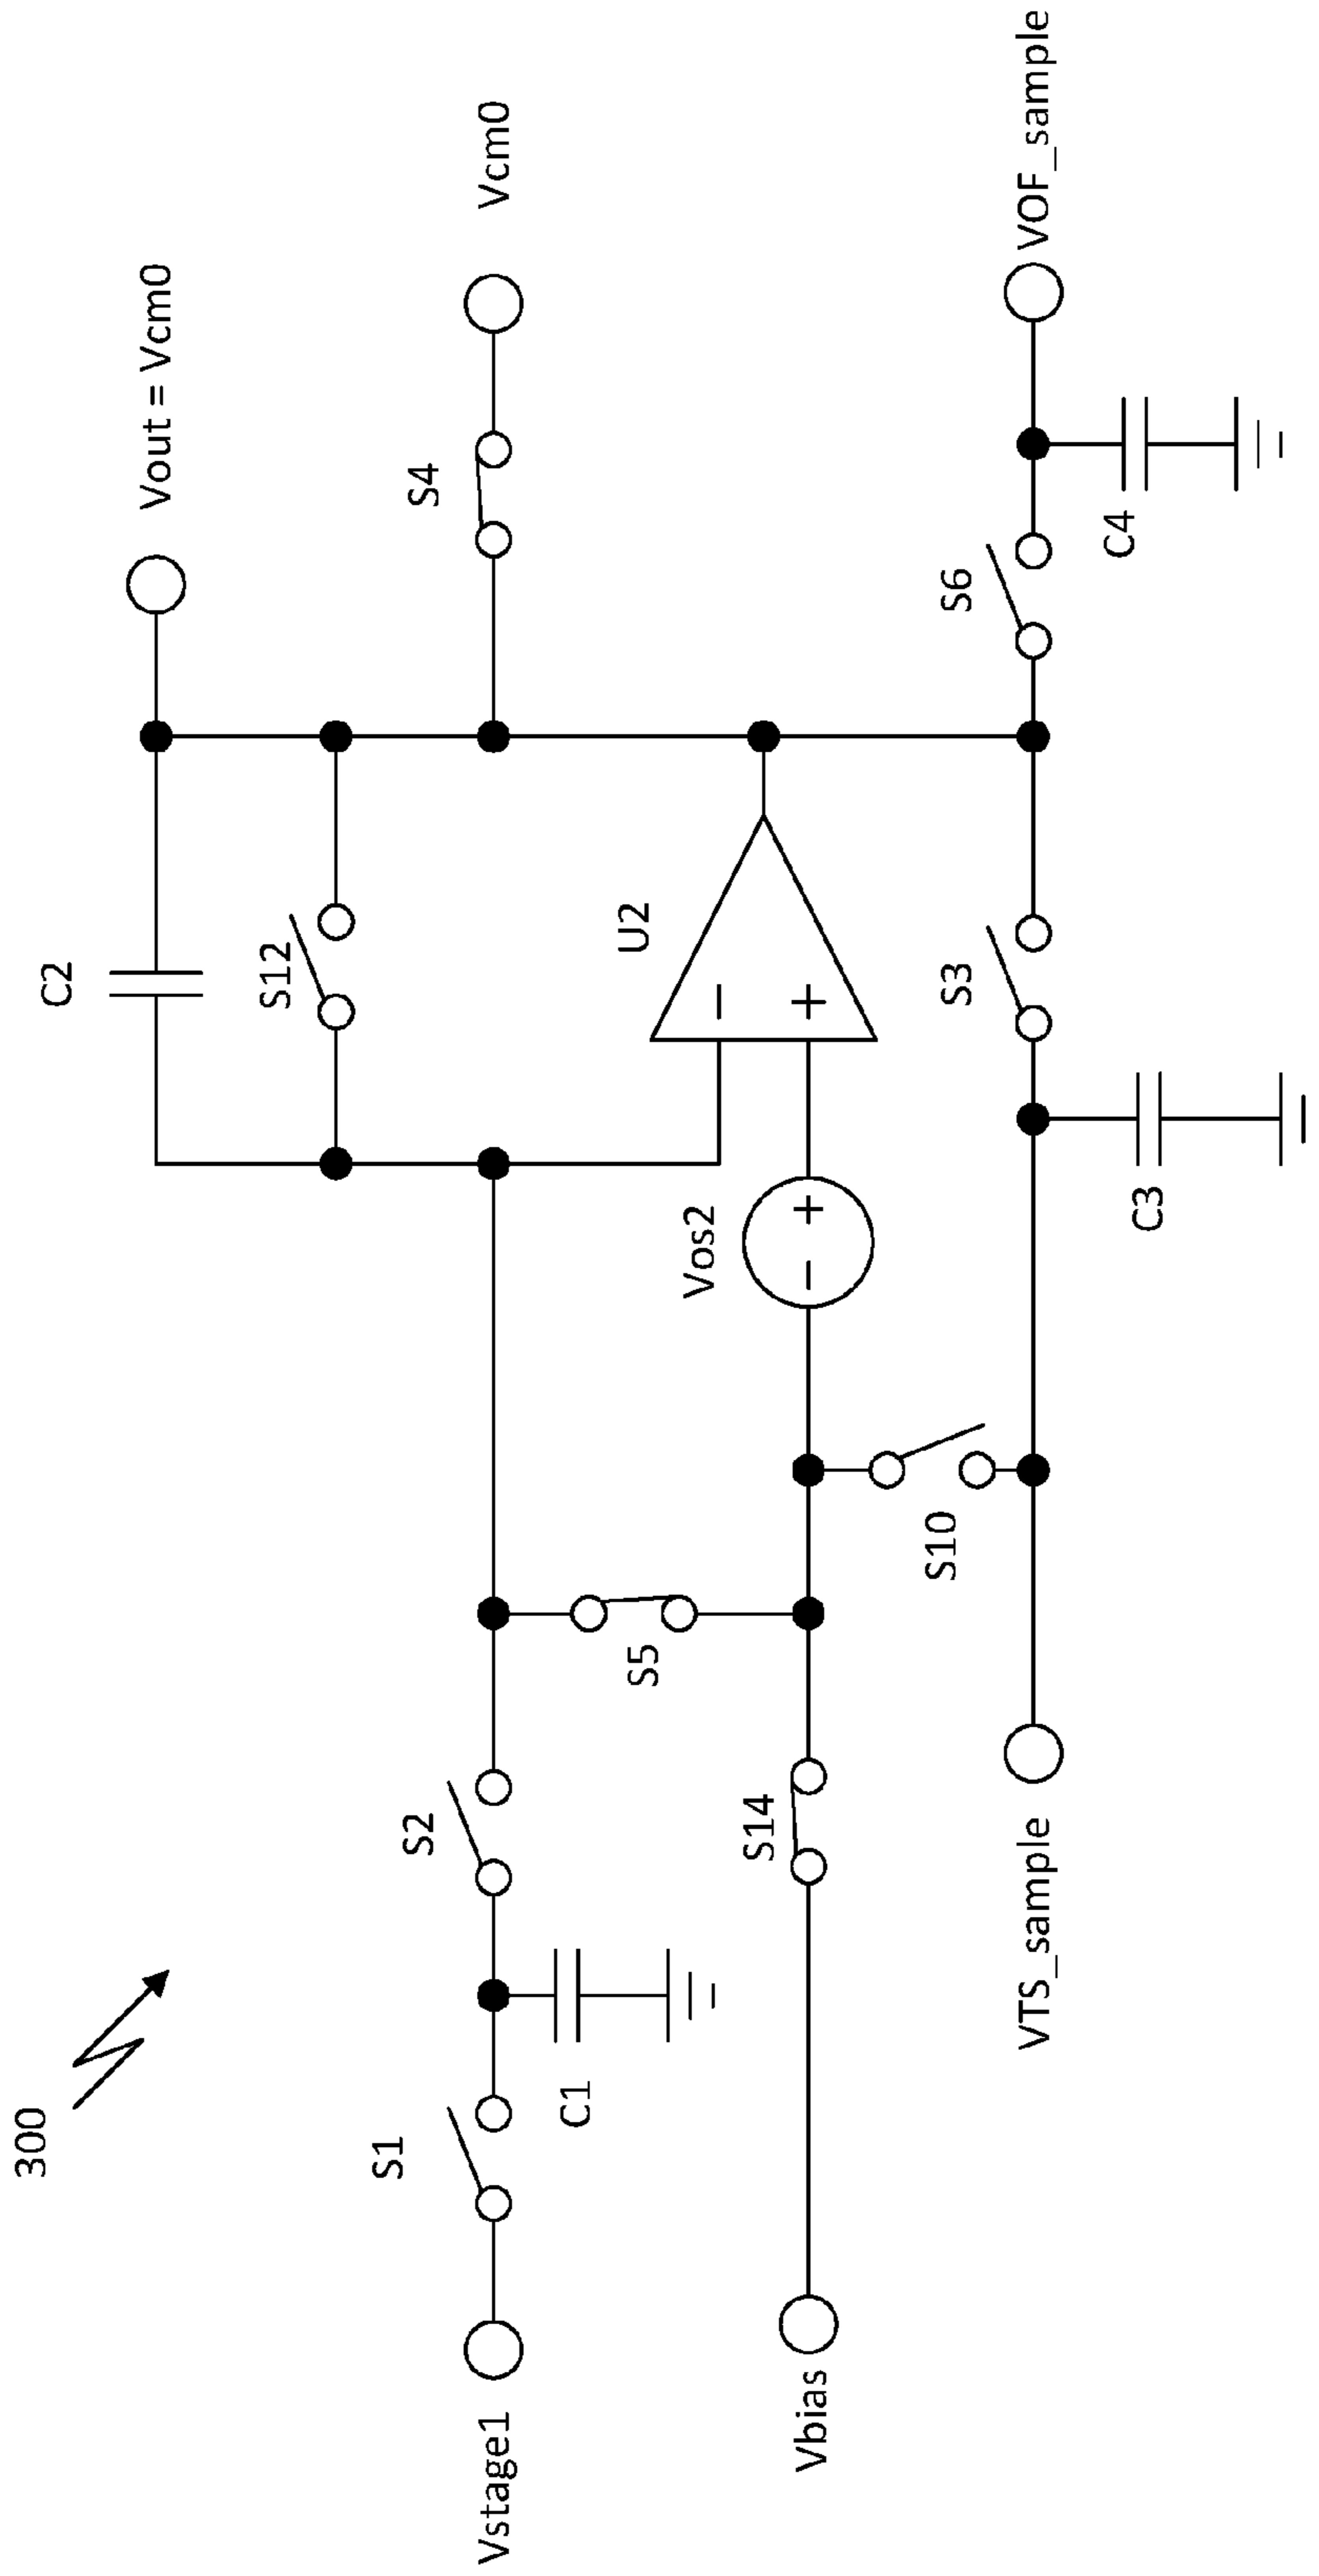 300
Vout = Vcm0
C2
S12
Vstage1
S1
C1
S2
S4
Vcm0
S5
U2
−
+
Vos2
− +
Vbias
S14
S10
VTS_sample
C3
S3
S6
C4
VOF_sample